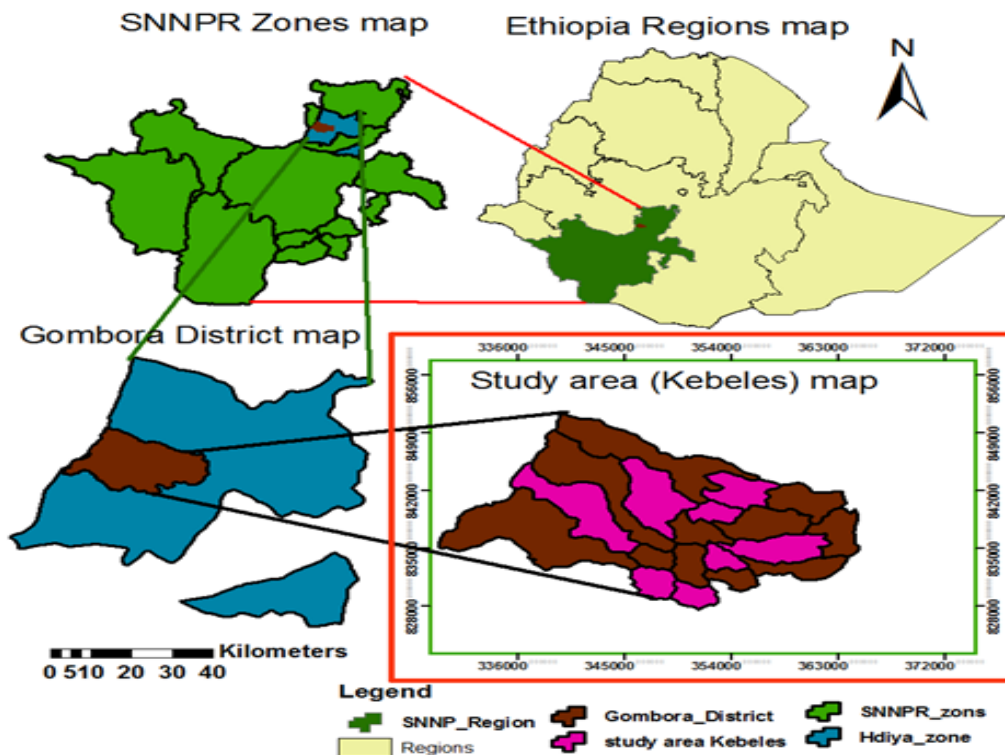 SNNPR Zones map
Ethiopia Regions map
N
Gombora District map
336000 345000 354000 363000 372000
Study area (Kebeles) map
856000 849000 842000 835000 828000
856000 849000 842000 835000 828000
336000 345000 354000 363000 372000
Kilometers
0 510 20 30 40
Legend
SNNP_Region
Gombora_District
SNNPR_zons
Regions
study area Kebeles
Hdiya_zone